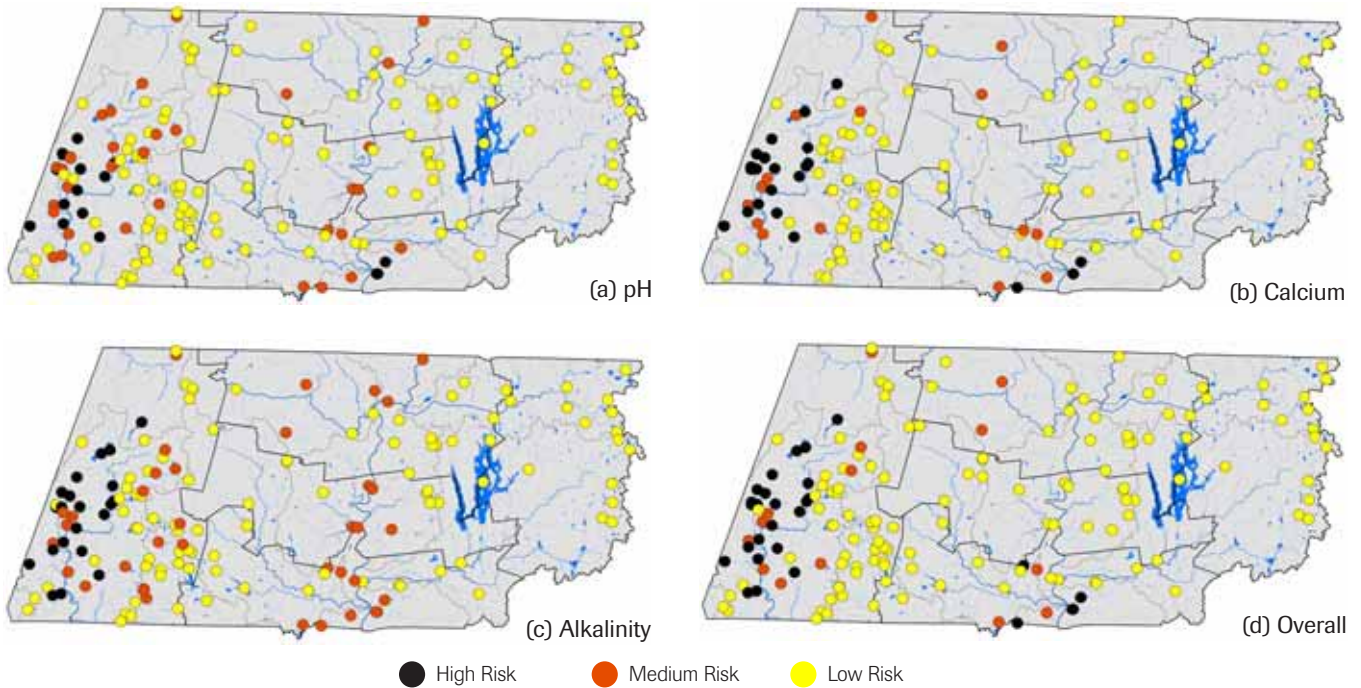 (a) pH
(b) Calcium
(c) Alkalinity
(d) Overall
High Risk
Medium Risk
Low Risk